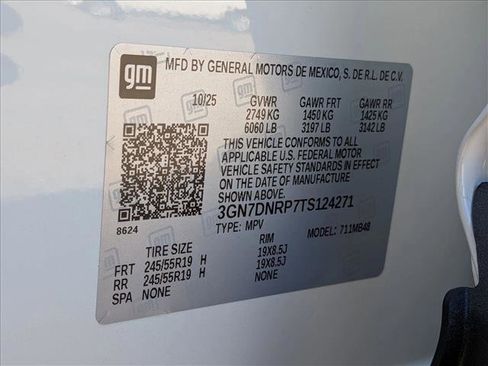 gm
MFD BY GENERAL MOTORS DE MEXICO, S. DE R.L. DE C.V.
10/25 GVWR GAWR FRT GAWR RR
2749 KG 1450 KG 1425 KG
6060 LB 3197 LB 3142 LB
THIS VEHICLE CONFORMS TO ALL
APPLICABLE U.S. FEDERAL MOTOR
VEHICLE SAFETY STANDARDS IN EFFECT
ON THE DATE OF MANUFACTURE
SHOWN ABOVE.
3GN7DNRP7TS124271
8624 TYPE: MPV MODEL: 711MB48
TIRE SIZE RIM
FRT 245/55R19 H 19X8.5J
RR 245/55R19 H 19X8.5J
SPA NONE NONE